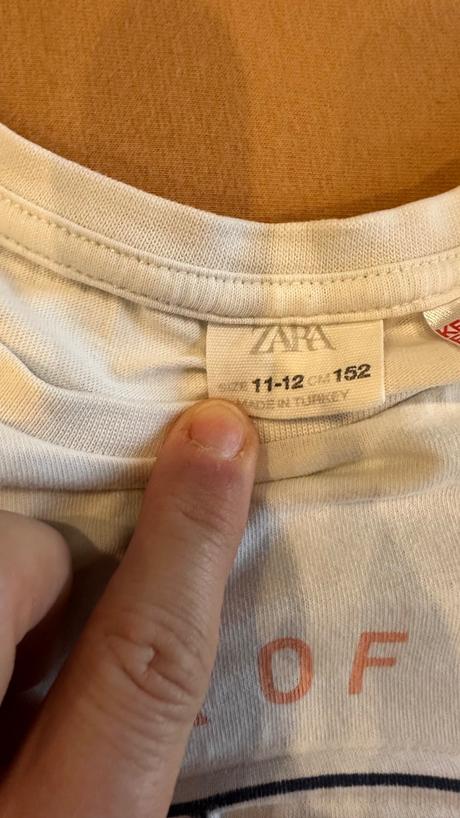 ZARA
SIZE 11-12 CM 152
MADE IN TURKEY
OF